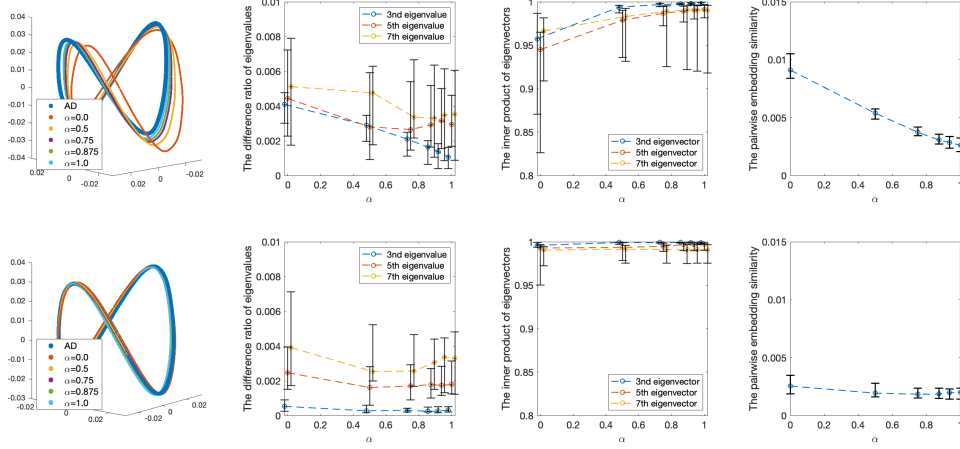 0.04
0.03
0.02
0.01
0
-0.01
-0.02
-0.03
-0.04
AD
α=0.0
α=0.5
α=0.75
α=0.875
α=1.0
0.02
0
-0.02
0.02
0
-0.02
The difference ratio of eigenvalues
0.01
0.008
0.006
0.004
0.002
0
0 0.2 0.4 0.6 0.8 1
α
3nd eigenvalue
5th eigenvalue
7th eigenvalue
The inner product of eigenvectors
1
0.95
0.9
0.85
0.8
0 0.2 0.4 0.6 0.8 1
α
3nd eigenvector
5th eigenvector
7th eigenvector
The pairwise embedding similarity
0.015
0.01
0.005
0
0 0.2 0.4 0.6 0.8 1
α
0.04
0.03
0.02
0.01
0
-0.01
-0.02
-0.03
AD
α=0.0
α=0.5
α=0.75
α=0.875
α=1.0
0.02
0
-0.02
0.02
0
-0.02
The difference ratio of eigenvalues
0.01
0.008
0.006
0.004
0.002
0
0 0.2 0.4 0.6 0.8 1
α
3nd eigenvalue
5th eigenvalue
7th eigenvalue
The inner product of eigenvectors
1
0.95
0.9
0.85
0.8
0 0.2 0.4 0.6 0.8 1
α
3nd eigenvector
5th eigenvector
7th eigenvector
The pairwise embedding similarity
0.015
0.01
0.005
0
0 0.2 0.4 0.6 0.8 1
α